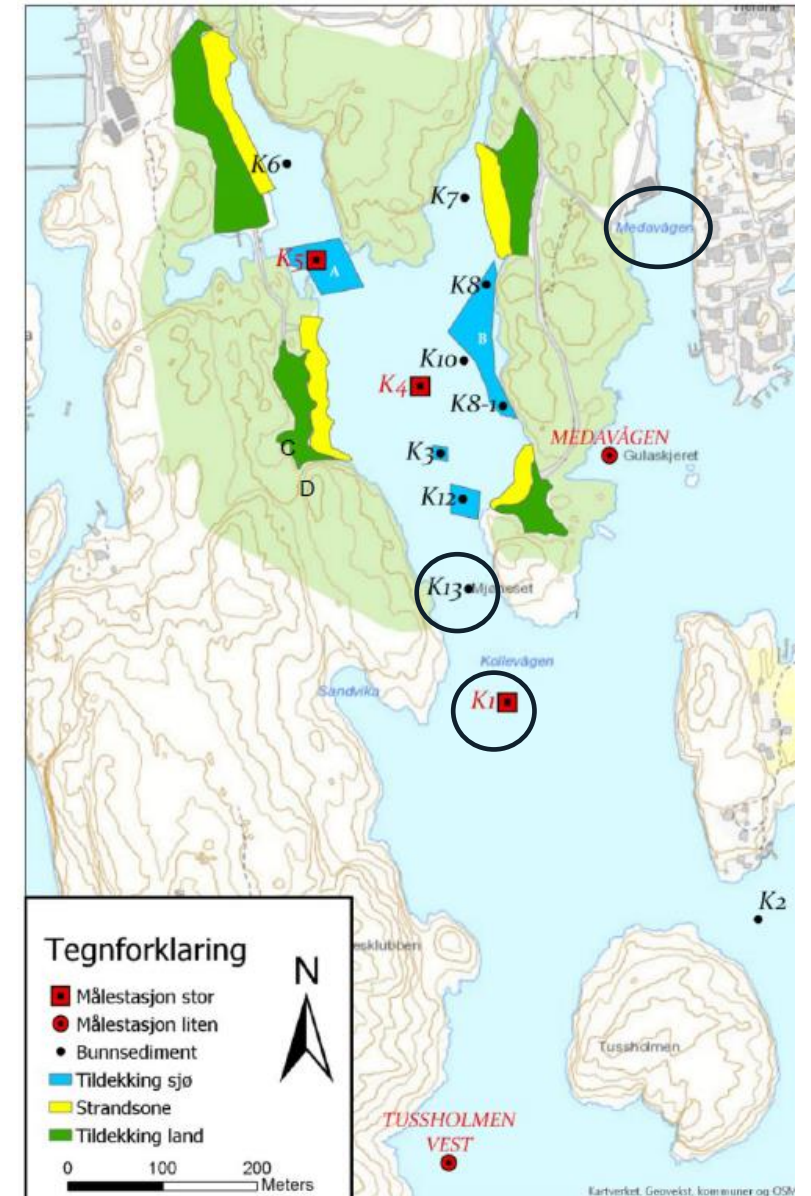 K6
K7
Medavågen
K5
A
K8
B
K10
K4
K8-1
MEDAVÅGEN
C
K3
Gulaskjeret
D
K12
K13
Kollevågen
Sandvika
K1
K2
Tegnforklaring
N
Målestasjon stor
Målestasjon liten
Bunnsediment
Tildekking sjø
Strandsone
Tildekking land
0 100 200
Meters
Tussholmen
TUSSHOLMEN
VEST
Kartverket, Geovekst, kommuner og OSM